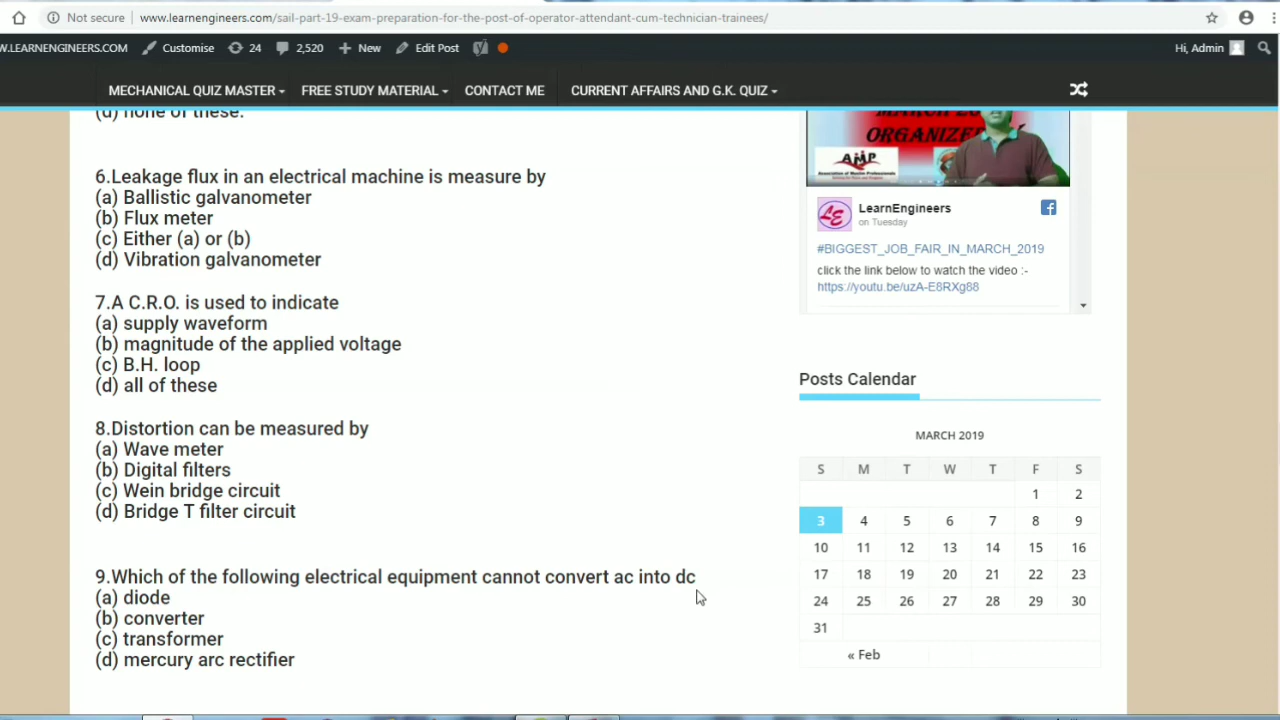 Not secure
www.learnengineers.com/sail-part-19-exam-preparation-for-the-post-of-operator-attendant-cum-technician-trainees/
W.LEARNENGINEERS.COM Customise 24 2,520 New Edit Post Hi, Admin
MECHANICAL QUIZ MASTER FREE STUDY MATERIAL CONTACT ME CURRENT AFFAIRS AND G.K. QUIZ
(d) none of these.
6.Leakage flux in an electrical machine is measure by
(a) Ballistic galvanometer
(b) Flux meter
(c) Either (a) or (b)
(d) Vibration galvanometer
7.A C.R.O. is used to indicate
(a) supply waveform
(b) magnitude of the applied voltage
(c) B.H. loop
(d) all of these
8.Distortion can be measured by
(a) Wave meter
(b) Digital filters
(c) Wein bridge circuit
(d) Bridge T filter circuit
9.Which of the following electrical equipment cannot convert ac into dc
(a) diode
(b) converter
(c) transformer
(d) mercury arc rectifier
ORGANIZE
AMP
LE
LearnEngineers
on Tuesday
#BIGGEST_JOB_FAIR_IN_MARCH_2019
click the link below to watch the video :-
https://youtu.be/uzA-E8RXg88
Posts Calendar
MARCH 2019
S M T W T F S
1 2
3 4 5 6 7 8 9
10 11 12 13 14 15 16
17 18 19 20 21 22 23
24 25 26 27 28 29 30
31
« Feb